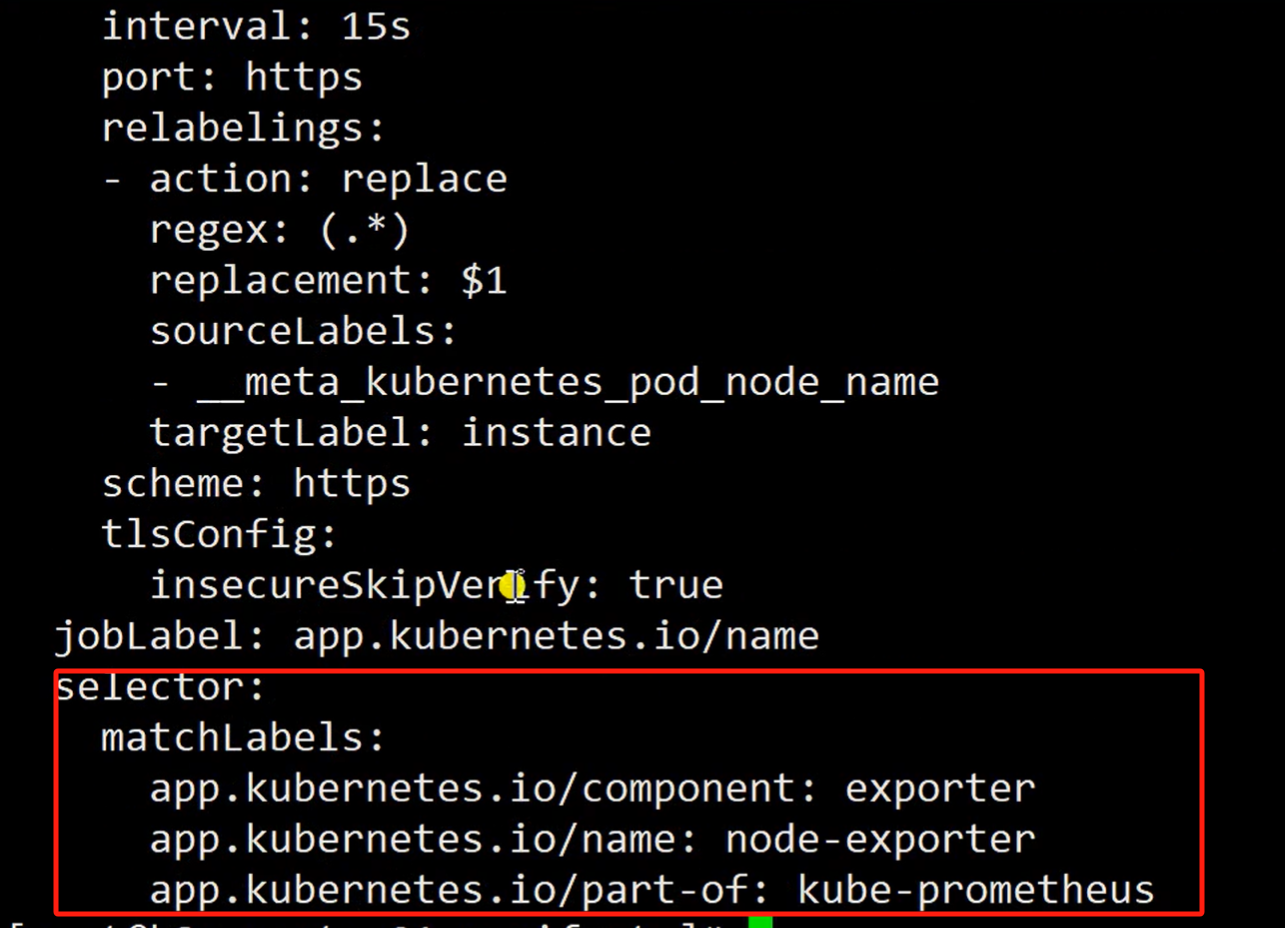 interval: 15s
port: https
relabelings:
- action: replace
regex: (.*)
replacement: $1
sourceLabels:
- __meta_kubernetes_pod_node_name
targetLabel: instance
scheme: https
tlsConfig:
insecureSkipVerify: true
jobLabel: app.kubernetes.io/name
selector:
matchLabels:
app.kubernetes.io/component: exporter
app.kubernetes.io/name: node-exporter
app.kubernetes.io/part-of: kube-prometheus